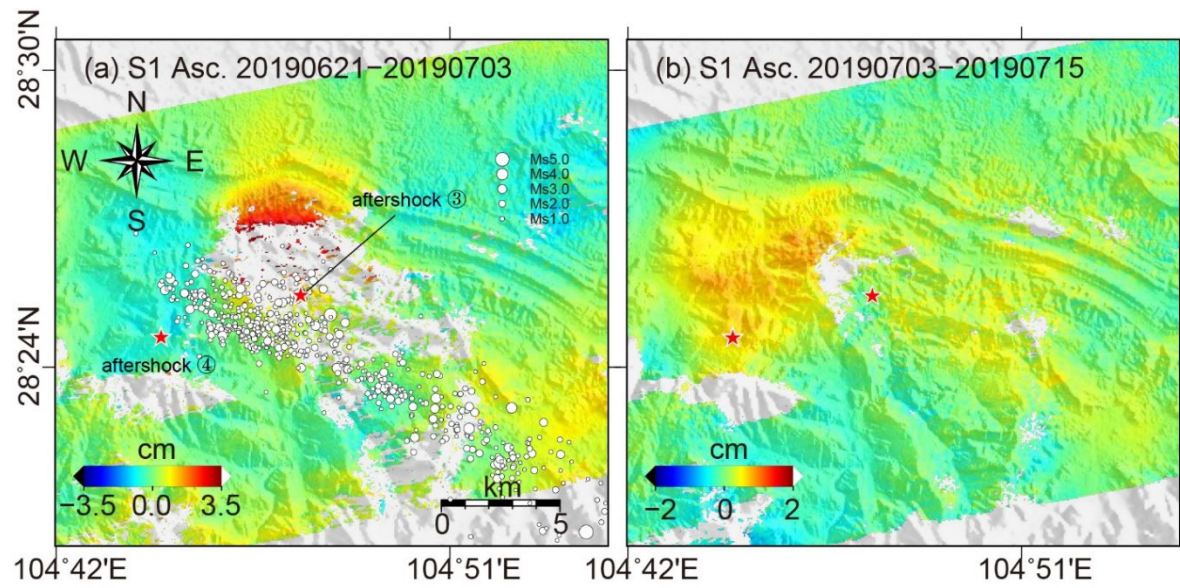 28°30'N
28°24'N
(a) S1 Asc. 20190621−20190703
N
W E
S
Ms5.0
Ms4.0
Ms3.0
Ms2.0
Ms1.0
aftershock ③
aftershock ④
cm
−3.5 0.0 3.5
km
0 5
104°42'E 104°51'E
(b) S1 Asc. 20190703−20190715
cm
−2 0 2
104°42'E 104°51'E